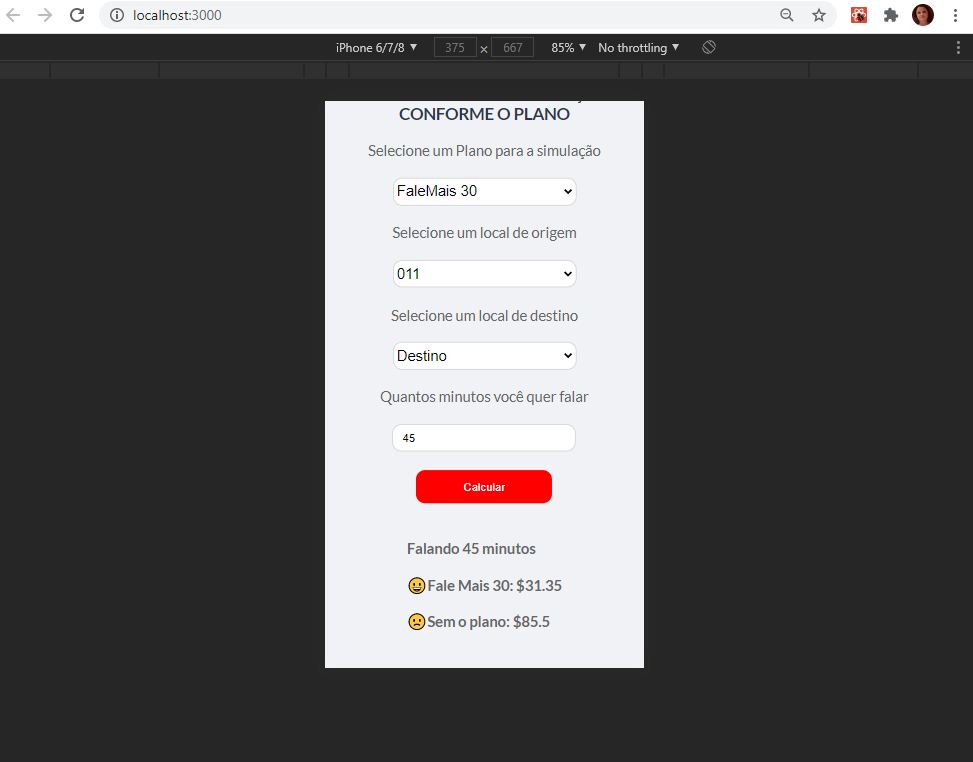 localhost:3000
iPhone 6/7/8 ▼ 375 × 667 85% ▼ No throttling ▼
CONFORME O PLANO
Selecione um Plano para a simulação
FaleMais 30
Selecione um local de origem
011
Selecione um local de destino
Destino
Quantos minutos você quer falar
45
Calcular
Falando 45 minutos
😀Fale Mais 30: $31.35
🙁Sem o plano: $85.5